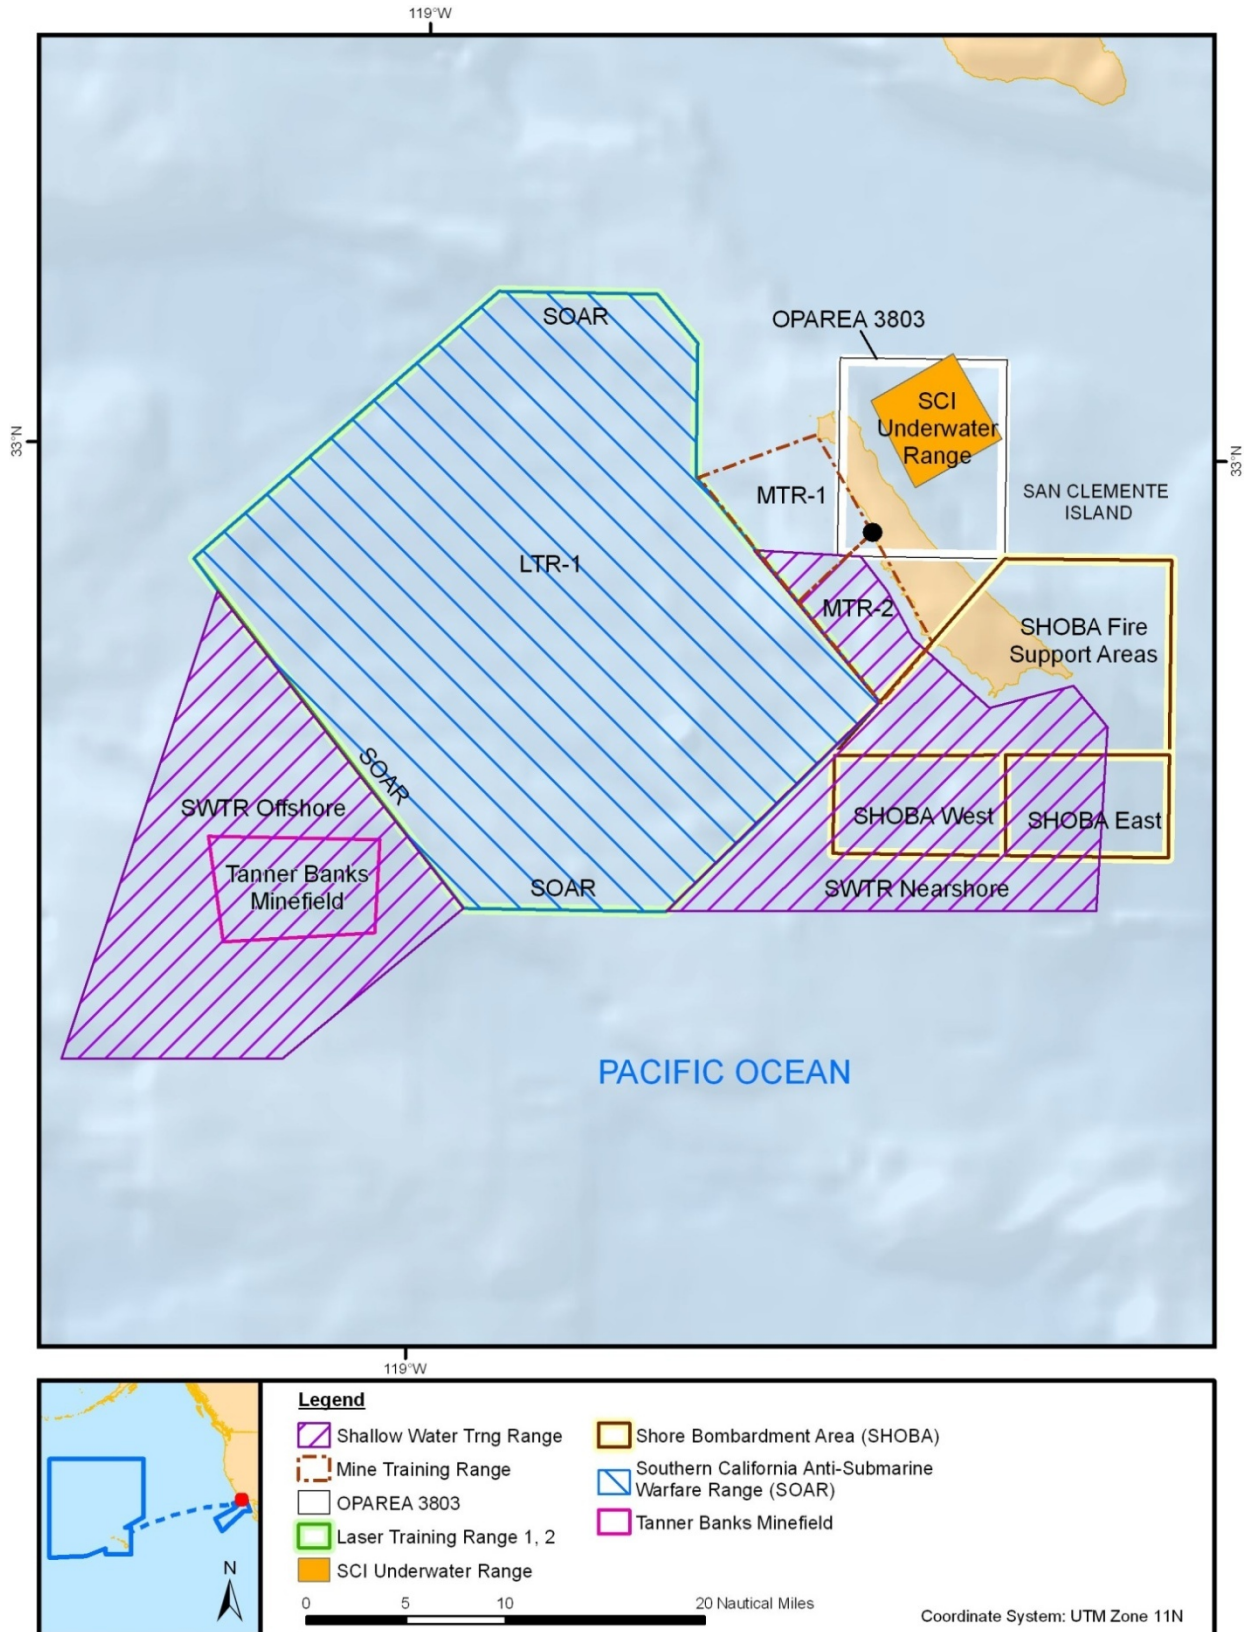 119°W
SOAR
OPAREA 3803
SCI
Underwater
Range
33°N
33°N
MTR-1
SAN CLEMENTE
ISLAND
LTR-1
MTR-2
SHOBA Fire
Support Areas
SOAR
SWTR Offshore
SHOBA West
SHOBA East
Tanner Banks
Minefield
SOAR
SWTR Nearshore
PACIFIC OCEAN
119°W
Legend
Shallow Water Trng Range
Mine Training Range
OPAREA 3803
Laser Training Range 1, 2
SCI Underwater Range
Shore Bombardment Area (SHOBA)
Southern California Anti-Submarine
Warfare Range (SOAR)
Tanner Banks Minefield
N
0 5 10 20 Nautical Miles
Coordinate System: UTM Zone 11N